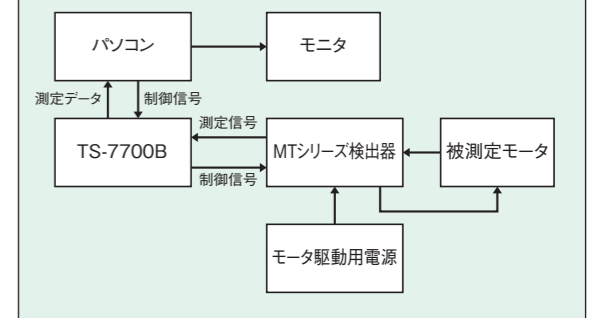 パソコン
モニタ
測定データ
制御信号
測定信号
TS-7700B
MTシリーズ検出器
被測定モータ
制御信号
モータ駆動用電源